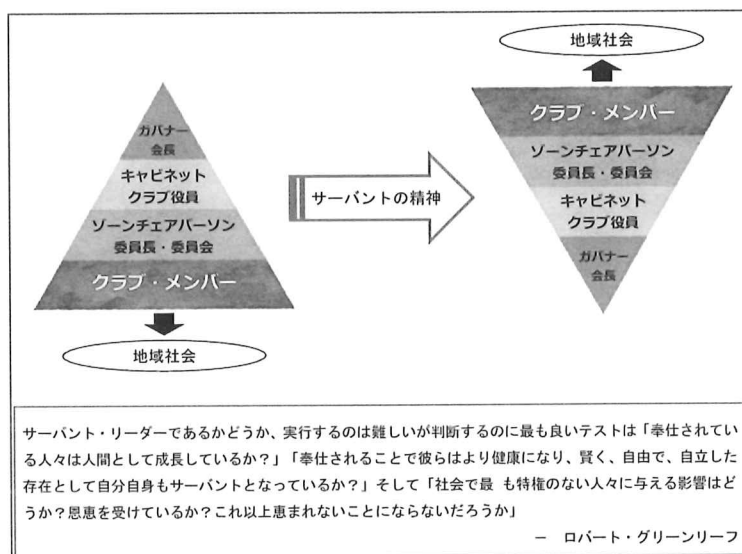 ガバナー
会長
キャビネット
クラブ役員
ゾーンチェアパーソン
委員長・委員会
クラブ・メンバー
地域社会
サーバントの精神
地域社会
クラブ・メンバー
ゾーンチェアパーソン
委員長・委員会
キャビネット
クラブ役員
ガバナー
会長
サーバント・リーダーであるかどうか、実行するのは難しいが判断するのに最も良いテストは「奉仕されてい
る人々は人間として成長しているか？」「奉仕されることで彼らはより健康になり、賢く、自由で、自立した
存在として自分自身もサーバントとなっているか？」そして「社会で最 も特権のない人々に与える影響はど
うか？恩恵を受けているか？これ以上恵まれないことにならないだろうか」
－ ロバート・グリーンリーフ